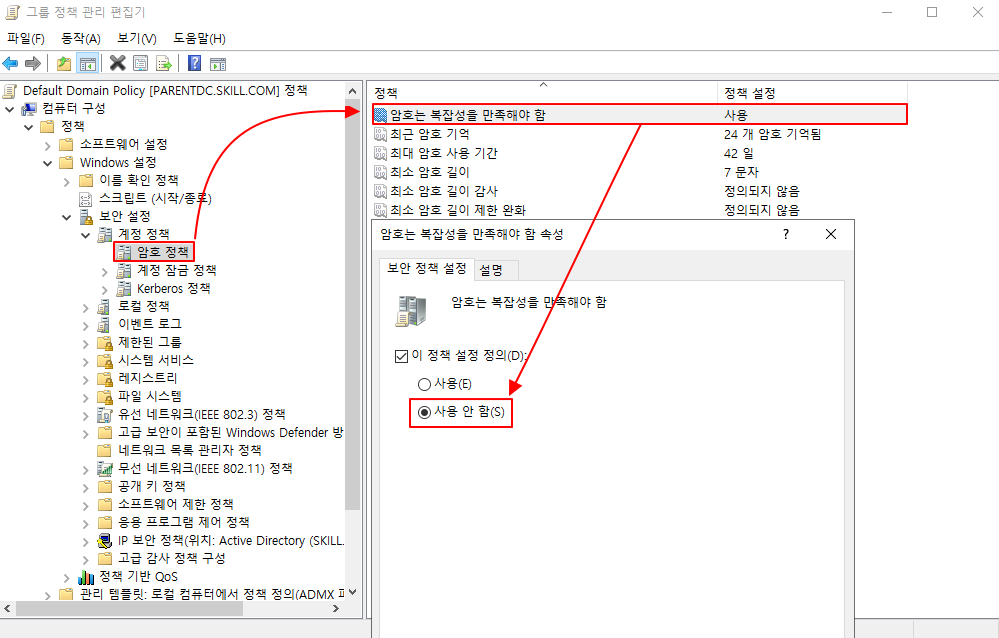 그룹 정책 관리 편집기
파일(F) 동작(A) 보기(V) 도움말(H)
Default Domain Policy [PARENTDC.SKILL.COM] 정책
컴퓨터 구성
정책
소프트웨어 설정
Windows 설정
이름 확인 정책
스크립트 (시작/종료)
보안 설정
계정 정책
암호 정책
계정 잠금 정책
Kerberos 정책
로컬 정책
이벤트 로그
제한된 그룹
시스템 서비스
레지스트리
파일 시스템
유선 네트워크(IEEE 802.3) 정책
고급 보안이 포함된 Windows Defender 방
네트워크 목록 관리자 정책
무선 네트워크(IEEE 802.11) 정책
공개 키 정책
소프트웨어 제한 정책
응용 프로그램 제어 정책
IP 보안 정책(위치: Active Directory (SKILL.
고급 감사 정책 구성
정책 기반 QoS
관리 템플릿: 로컬 컴퓨터에서 정책 정의(ADMX 파
정책 정책 설정
암호는 복잡성을 만족해야 함 사용
최근 암호 기억 24 개 암호 기억됨
최대 암호 사용 기간 42 일
최소 암호 길이 7 문자
최소 암호 길이 감사 정의되지 않음
최소 암호 길이 제한 완화 정의되지 않음
암호는 복잡성을 만족해야 함 속성
보안 정책 설정 설명
암호는 복잡성을 만족해야 함
이 정책 설정 정의(D):
사용(E)
사용 안 함(S)